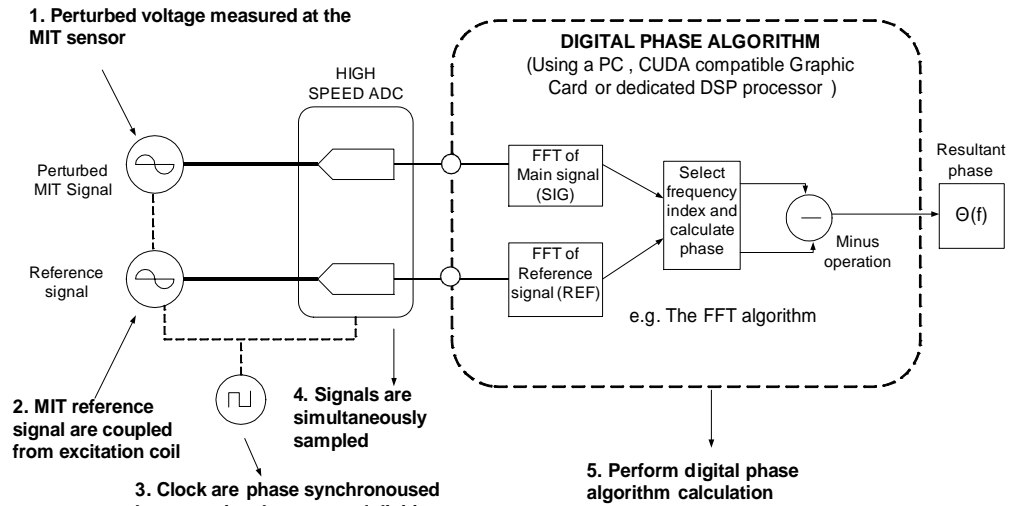 1. Perturbed voltage measured at the
MIT sensor
HIGH
SPEED ADC
DIGITAL PHASE ALGORITHM
(Using a PC , CUDA compatible Graphic
Card or dedicated DSP processor )
Perturbed
MIT Signal
FFT of
Main signal
(SIG)
Select
frequency
index and
calculate
phase
Resultant
phase
Θ(f)
Minus
operation
Reference
signal
FFT of
Reference
signal (REF)
e.g. The FFT algorithm
2. MIT reference
signal are coupled
from excitation coil
4. Signals are
simultaneously
sampled
3. Clock are phase synchronoused
5. Perform digital phase
algorithm calculation